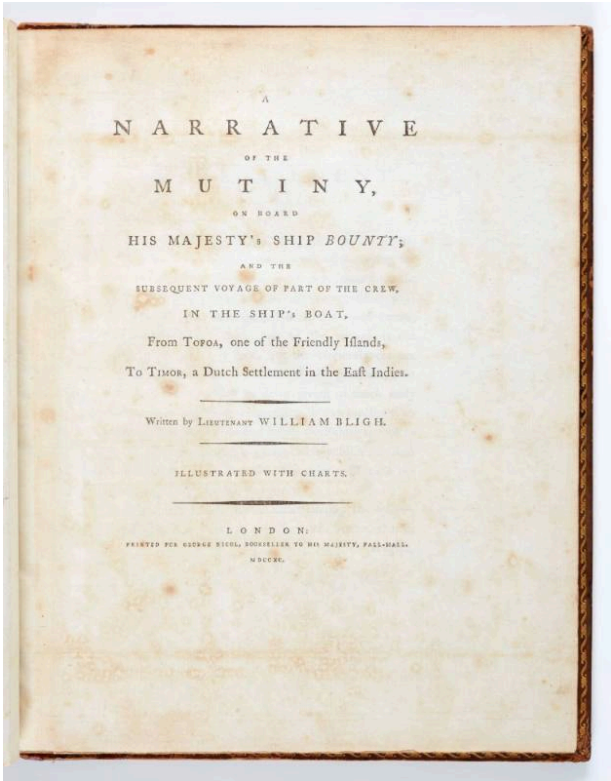 A
NARRATIVE
OF THE
MUTINY,
ON BOARD
HIS MAJESTY's SHIP BOUNTY;
AND THE
SUBSEQUENT VOYAGE OF PART OF THE CREW,
IN THE SHIP's BOAT,
From TOFOA, one of the Friendly Iſlands,
To TIMOR, a Dutch Settlement in the Eaſt Indies.
Written by LIEUTENANT WILLIAM BLIGH.
ILLUSTRATED WITH CHARTS.
LONDON:
PRINTED FOR GEORGE NICOL, BOOKSELLER TO HIS MAJESTY, PALL-MALL.
MDCCXC.